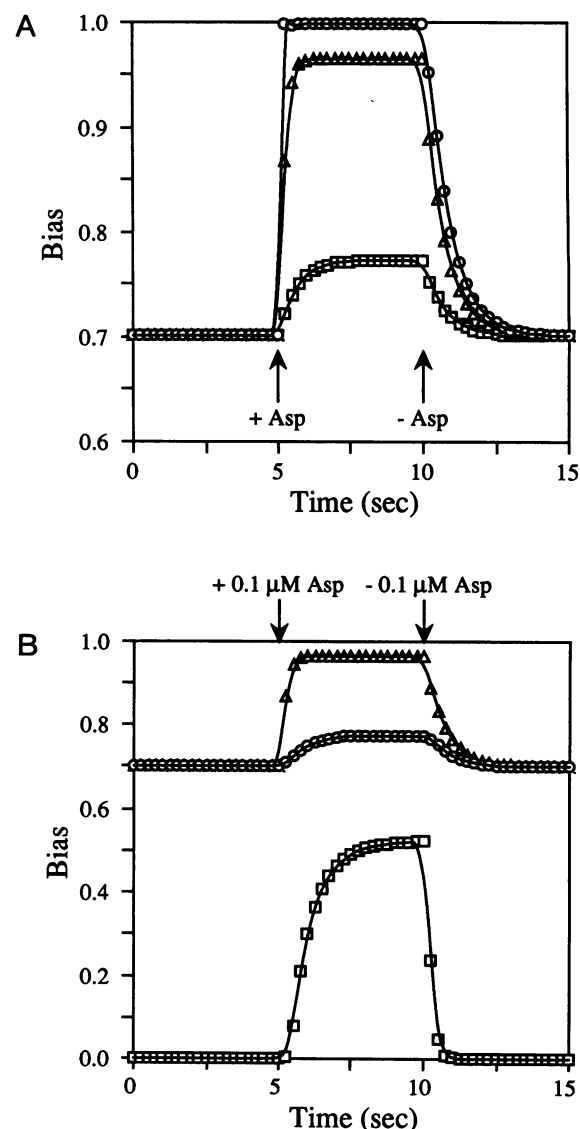 A
1.0
0.9
0.8
0.7
0.6
Bias
+ Asp
- Asp
0
5
10
15
Time (sec)
+ 0.1 μM Asp
- 0.1 μM Asp
B
1.0
0.8
0.6
0.4
0.2
0.0
Bias
0
5
10
15
Time (sec)